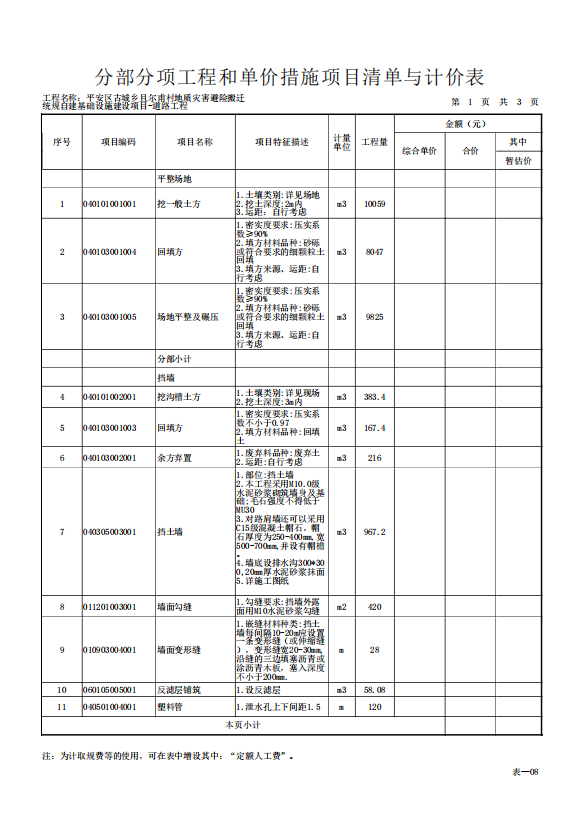 分部分项工程和单价措施项目清单与计价表
工程名称：平安区古城乡且尔甫村地质灾害避险搬迁
统规自建基础设施建设项目-道路工程
第 1 页 共 3 页
序号 项目编码 项目名称 项目特征描述 计量单位 工程量 金额（元）
综合单价 合价 其中
暂估价
平整场地
1 040101001001 挖一般土方 1.土壤类别:详见场地
2.挖土深度:2m内
3.运距：自行考虑
m3 10059
2 040103001004 回填方 1.密实度要求:压实系
数≥90%
2.填方材料品种:砂砾
或符合要求的细颗粒土
回填
3.填方来源、运距:自
行考虑
m3 8047
3 040103001005 场地平整及碾压 1.密实度要求:压实系
数≥90%
2.填方材料品种:砂砾
或符合要求的细颗粒土
回填
3.填方来源、运距:自
行考虑
m3 9825
分部小计
挡墙
4 040101002001 挖沟槽土方 1.土壤类别:详见现场
2.挖土深度:3m内
m3 383.4
5 040103001003 回填方 1.密实度要求:压实系
数不小于0.97
2.填方材料品种:回填
土
m3 167.4
6 040103002001 余方弃置 1.废弃料品种:废弃土
2.运距:自行考虑
m3 216
7 040305003001 挡土墙 1.部位:挡土墙
2.本工程采用M10.0级
水泥砂浆砌筑墙身及基
础;毛石强度不得低于
MU30
3.对路肩墙还可以采用
C15级混凝土帽石，帽
石厚度为250-400mm,宽
500-700mm,并设有帽檐
。
4.墙底设排水沟300*30
0,20mm厚水泥砂浆抹面
5.详施工图纸
m3 967.2
8 011201003001 墙面勾缝 1.勾缝要求:挡墙外露
面用M10水泥砂浆勾缝
m2 420
9 010903004001 墙面变形缝 1.嵌缝材料种类:挡土
墙每间隔10-20m应设置
一条变形缝（或伸缩缝
），变形缝宽20-30mm,
沿缝的三边填塞沥青或
涂沥青木板，塞入深度
不小于200mm.
m 28
10 060105005001 反滤层铺筑 1.设反滤层 m3 58.08
11 040501004001 塑料管 1.泄水孔上下间距1.5 m 120
本页小计
注：为计取规费等的使用，可在表中增设其中：“定额人工费”。
表—08